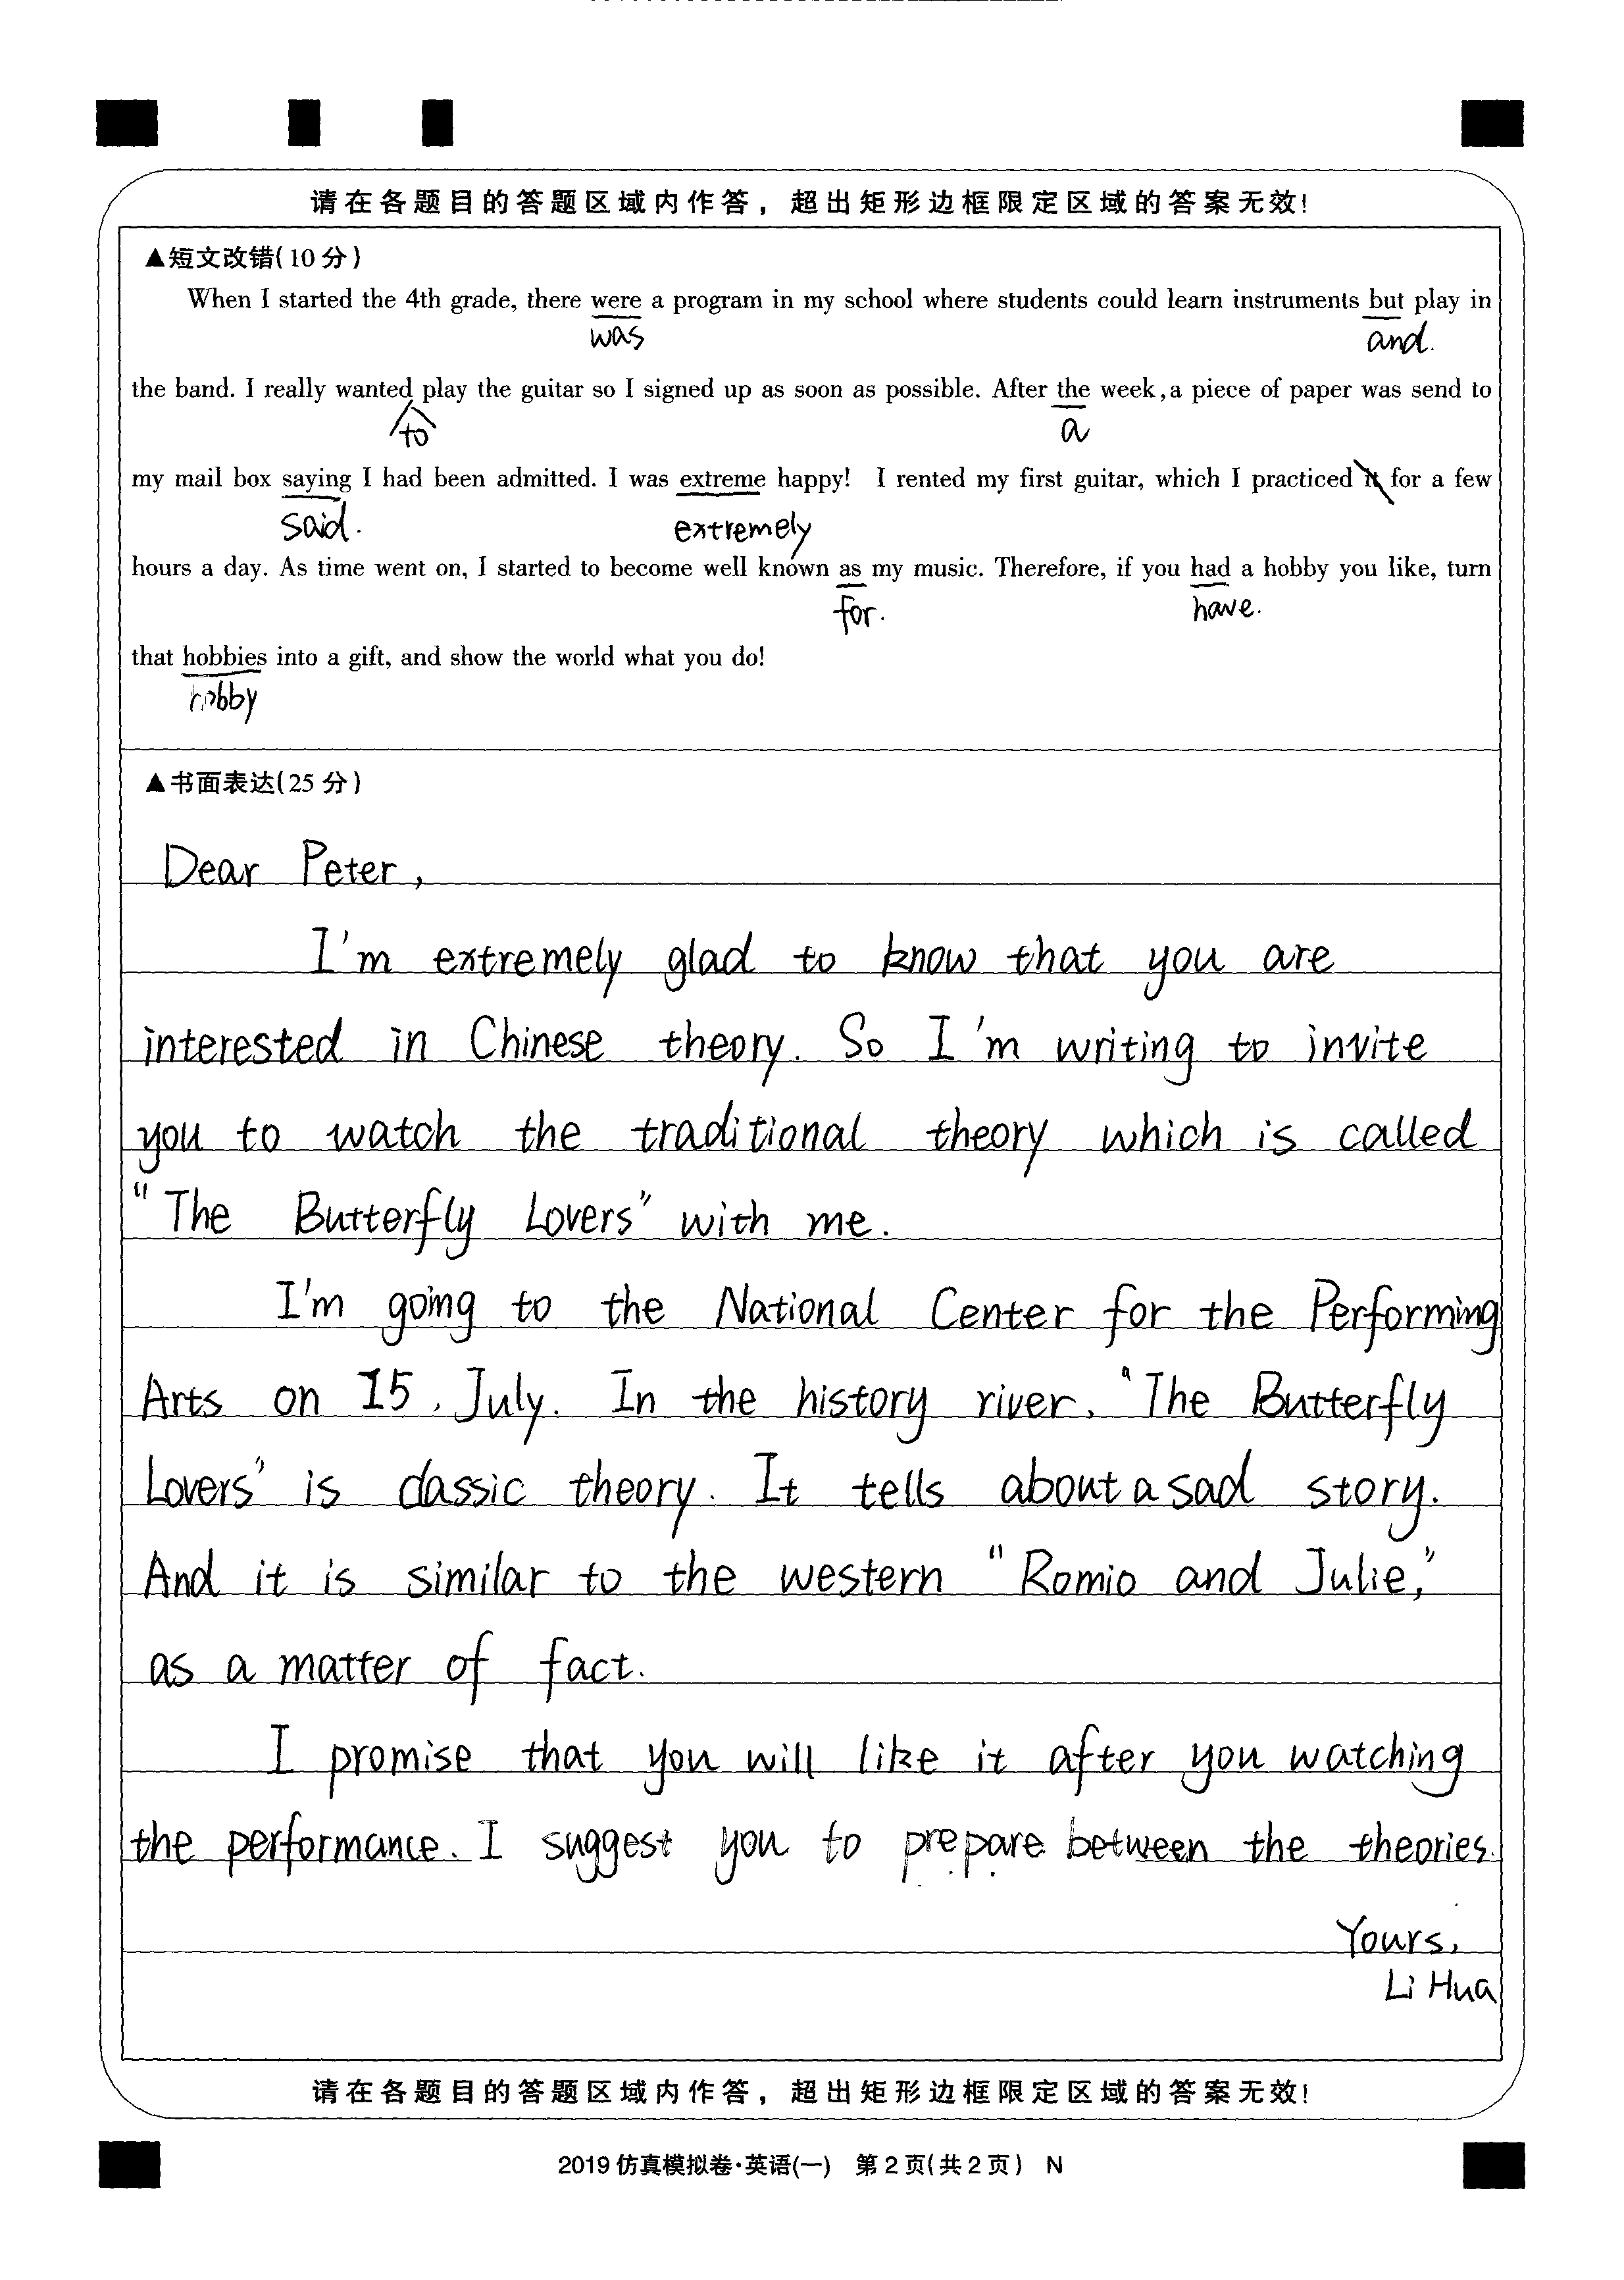 请在各题目的答题区域内作答，超出矩形边框限定区域的答案无效!
▲短文改错(10分)
When I started the 4th grade, there were a program in my school where students could learn instruments but play in
was and.
the band. I really wanted play the guitar so I signed up as soon as possible. After the week,a piece of paper was send to
to a
my mail box saying I had been admitted. I was extreme happy! I rented my first guitar, which I practiced it for a few
said. extremely
hours a day. As time went on, I started to become well known as my music. Therefore, if you had a hobby you like, turn
for. have.
that hobbies into a gift, and show the world what you do!
hobby
▲书面表达(25分)
Dear Peter,
I'm extremely glad to know that you are
interested in Chinese theory. So I'm writing to invite
you to watch the traditional theory which is called
"The Butterfly Lovers" with me.
I'm going to the National Center for the Performing
Arts on 15, July. In the history river, "The Butterfly
Lovers" is classic theory. It tells about a sad story.
And it is similar to the western "Romio and Julie,"
as a matter of fact.
I promise that you will like it after you watching
the performance. I suggest you to prepare between the theories.
Yours,
Li Hua
请在各题目的答题区域内作答，超出矩形边框限定区域的答案无效!
2019仿真模拟卷·英语(一) 第2页(共2页) N